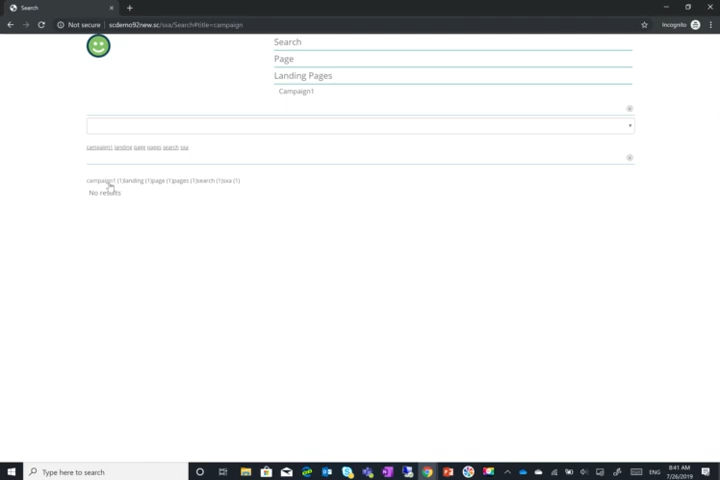 Search
Not secure | scdemo92new.sc/sxa/Search#title=campaign
Incognito
Search
Page
Landing Pages
Campaign1
campaign1 landing page pages search sxa
campaign1 (1)landing (1)page (1)pages (1)search (1)sxa (1)
No results
Type here to search
ENG
8:41 AM
7/26/2019